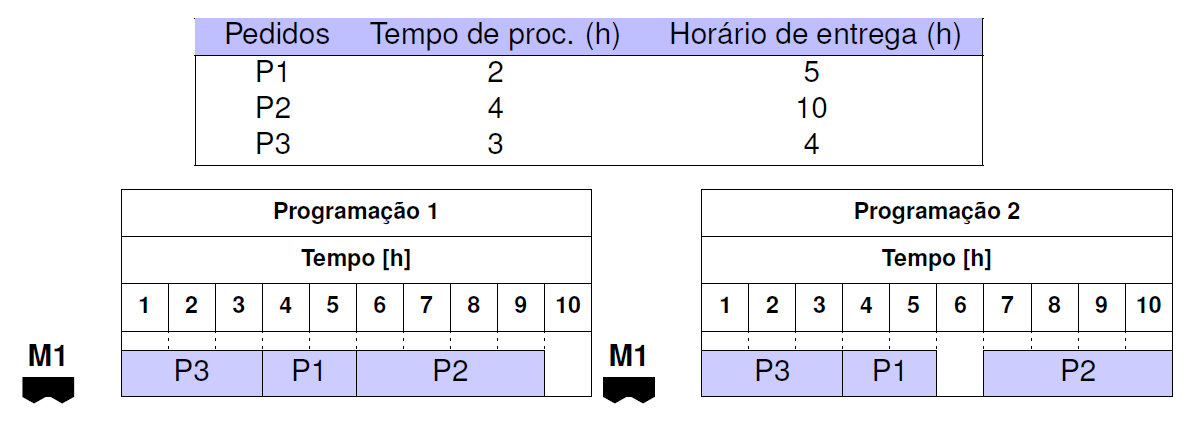 Pedidos Tempo de proc. (h) Horário de entrega (h)
P1 2 5
P2 4 10
P3 3 4
Programação 1
Tempo [h]
1 2 3 4 5 6 7 8 9 10
M1 P3 P1 P2
Programação 2
Tempo [h]
1 2 3 4 5 6 7 8 9 10
M1 P3 P1 P2